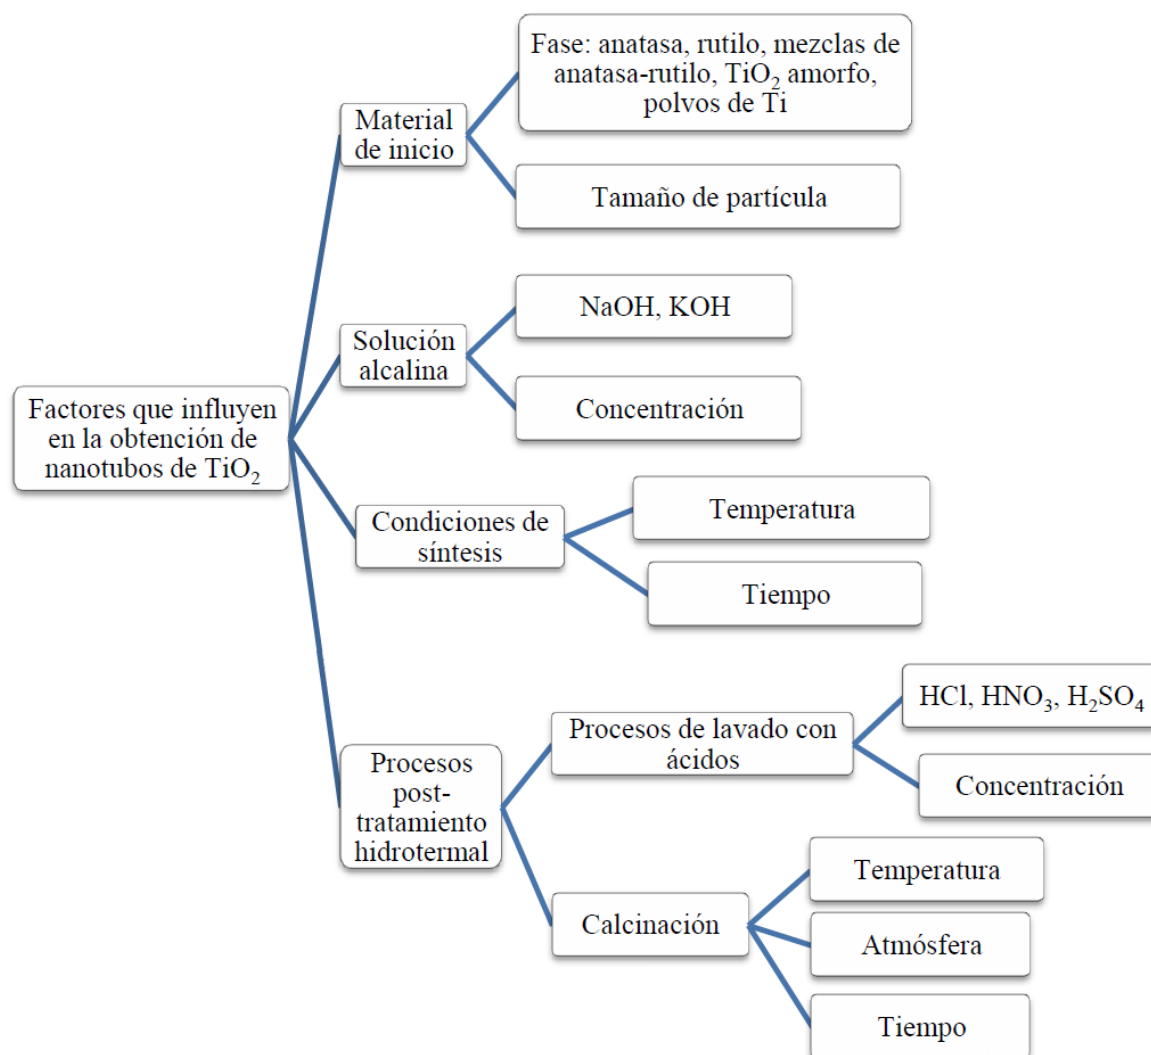 Factores que influyen
en la obtención de
nanotubos de TiO₂
Material
de inicio
Fase: anatasa, rutilo, mezclas de
anatasa-rutilo, TiO₂ amorfo,
polvos de Ti
Tamaño de partícula
Solución
alcalina
NaOH, KOH
Concentración
Condiciones de
síntesis
Temperatura
Tiempo
Procesos
post-
tratamiento
hidrotermal
Procesos de lavado con
ácidos
HCl, HNO₃, H₂SO₄
Concentración
Calcinación
Temperatura
Atmósfera
Tiempo